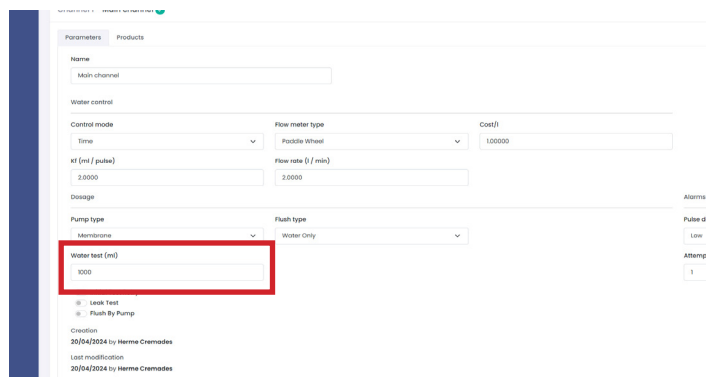 Parameters Products
Name
Main channel
Water control
Control mode Flow meter type Cost/l
Time Paddle Wheel 1.00000
Kf (ml / pulse) Flow rate (l / min)
2.0000 2.0000
Dosage Alarms
Pump type Flush type Pulse d
Membrane Water Only Low
Water test (ml) Attemp
1000 1
Leak Test
Flush By Pump
Creation
20/04/2024 by Herme Cremades
Last modification
20/04/2024 by Herme Cremades